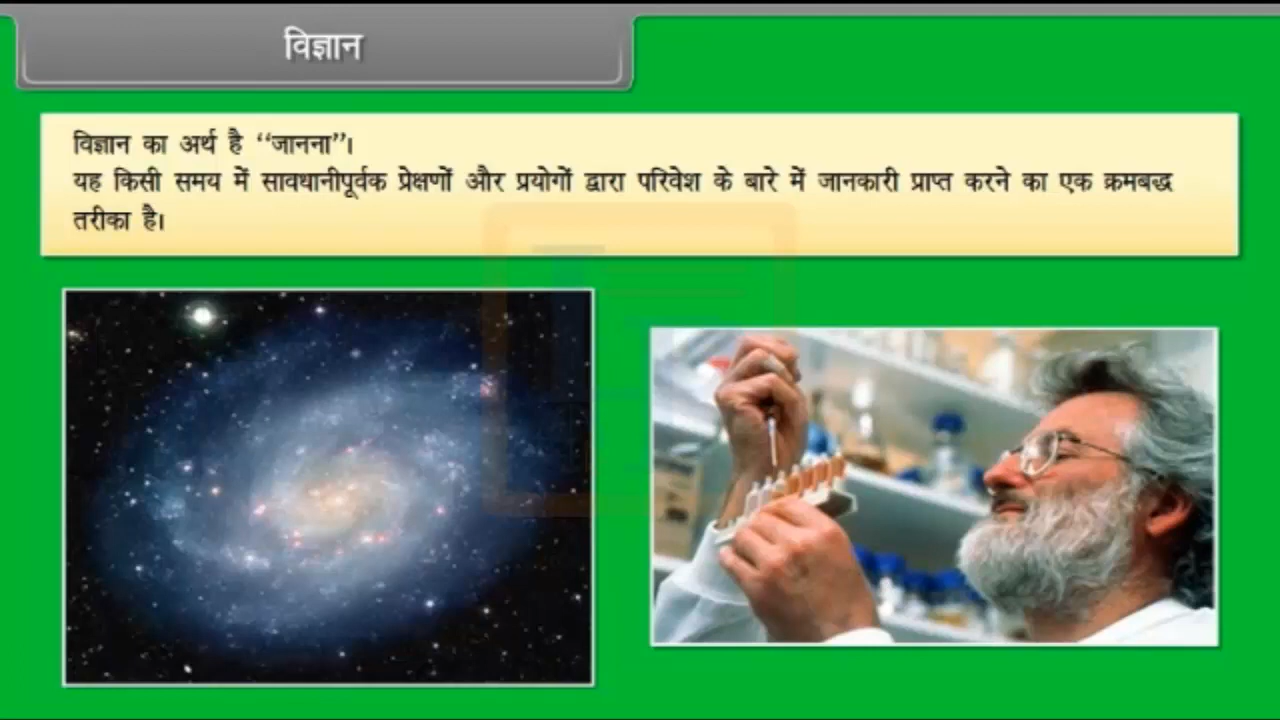 विज्ञान
विज्ञान का अर्थ है ‘‘जानना’’।
यह किसी समय में सावधानीपूर्वक प्रेक्षणों और प्रयोगों द्वारा परिवेश के बारे में जानकारी प्राप्त करने का एक क्रमबद्ध
तरीका है।